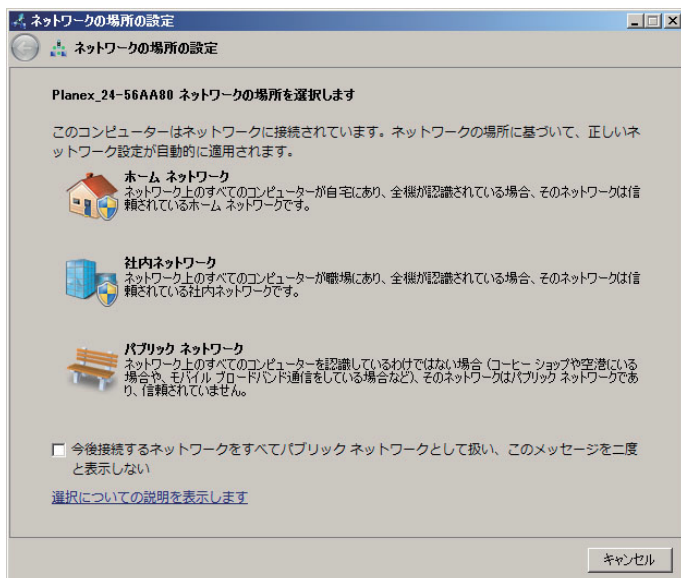 ネットワークの場所の設定
ネットワークの場所の設定
Planex_24-56AA80 ネットワークの場所を選択します
このコンピューターはネットワークに接続されています。ネットワークの場所に基づいて、正しいネ
ットワーク設定が自動的に適用されます。
ホーム ネットワーク
ネットワーク上のすべてのコンピューターが自宅にあり、全機が認識されている場合、そのネットワークは信
頼されているホーム ネットワークです。
社内ネットワーク
ネットワーク上のすべてのコンピューターが職場にあり、全機が認識されている場合、そのネットワークは信
頼されている社内ネットワークです。
パブリック ネットワーク
ネットワーク上のすべてのコンピューターを認識しているわけではない場合 (コーヒー ショップや空港にいる
場合や、モバイル ブロードバンド通信をしている場合など)、そのネットワークはパブリック ネットワークであ
り、信頼されていません。
今後接続するネットワークをすべてパブリック ネットワークとして扱い、このメッセージを二度
と表示しない
選択についての説明を表示します
キャンセル